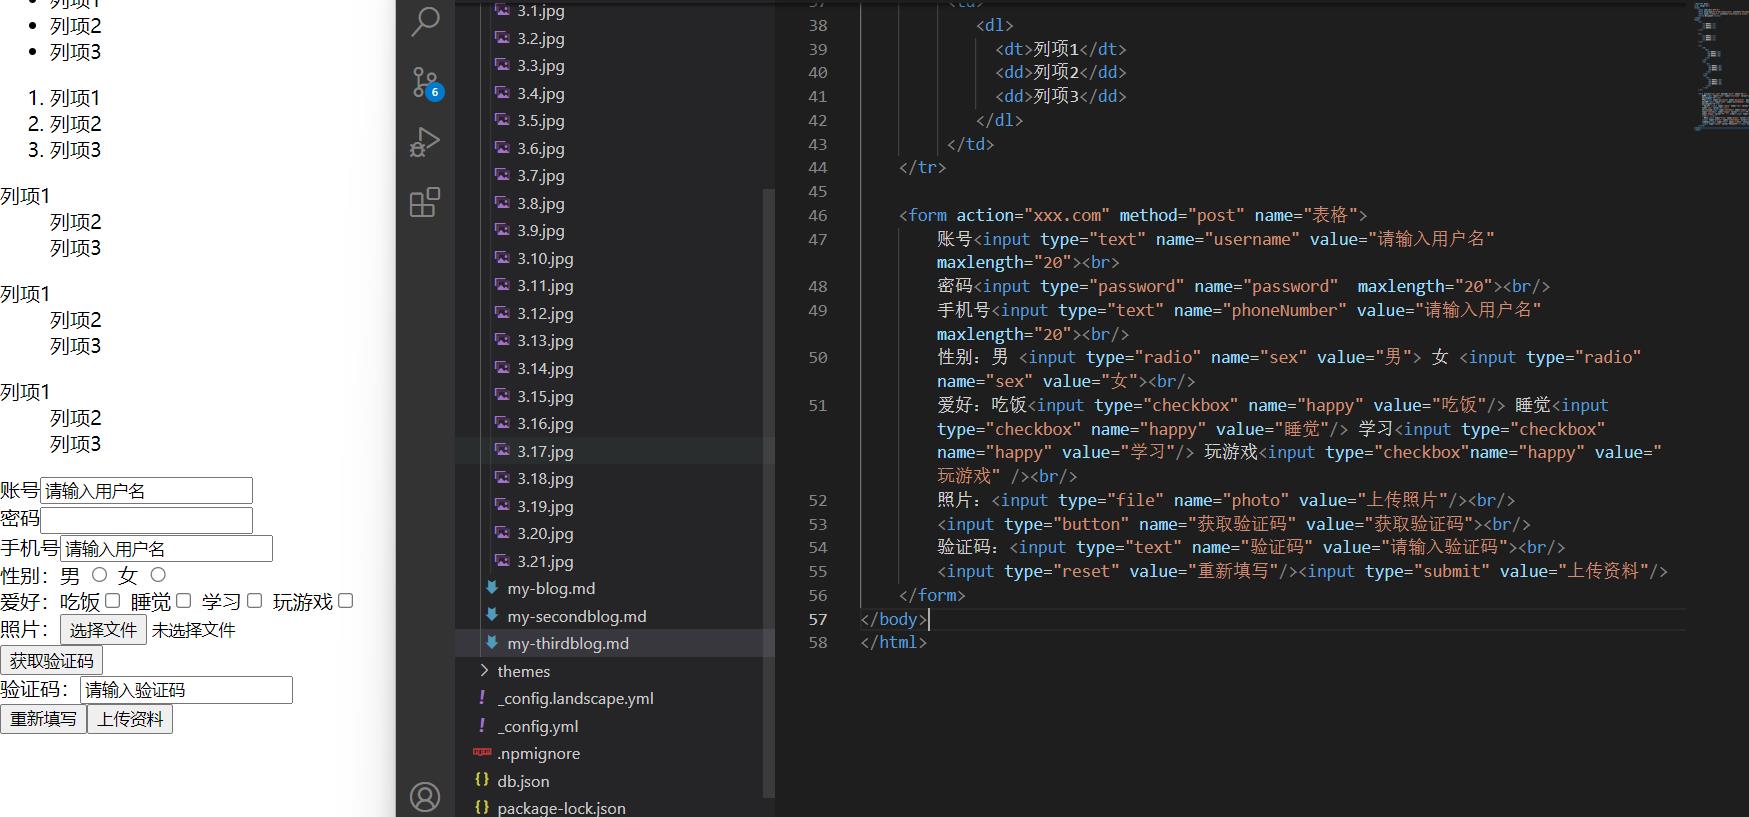 列项1
• 列项2
• 列项3
1. 列项1
2. 列项2
3. 列项3
列项1
列项2
列项3
列项1
列项2
列项3
列项1
列项2
列项3
账号 请输入用户名
密码
手机号 请输入用户名
性别：男 女
爱好：吃饭 睡觉 学习 玩游戏
照片： 选择文件 未选择文件
获取验证码
验证码： 请输入验证码
重新填写 上传资料
6
3.1.jpg
3.2.jpg
3.3.jpg
3.4.jpg
3.5.jpg
3.6.jpg
3.7.jpg
3.8.jpg
3.9.jpg
3.10.jpg
3.11.jpg
3.12.jpg
3.13.jpg
3.14.jpg
3.15.jpg
3.16.jpg
3.17.jpg
3.18.jpg
3.19.jpg
3.20.jpg
3.21.jpg
my-blog.md
my-secondblog.md
my-thirdblog.md
themes
! _config.landscape.yml
! _config.yml
.npmignore
{} db.json
{} package-lock.json
37 <td>
38 <dl>
39 <dt>列项1</dt>
40 <dd>列项2</dd>
41 <dd>列项3</dd>
42 </dl>
43 </td>
44 </tr>
45
46 <form action="xxx.com" method="post" name="表格">
47 账号<input type="text" name="username" value="请输入用户名"
maxlength="20"><br>
48 密码<input type="password" name="password"  maxlength="20"><br/>
49 手机号<input type="text" name="phoneNumber" value="请输入用户名"
maxlength="20"><br/>
50 性别：男 <input type="radio" name="sex" value="男"> 女 <input type="radio"
name="sex" value="女"><br/>
51 爱好：吃饭<input type="checkbox" name="happy" value="吃饭"/> 睡觉<input
type="checkbox" name="happy" value="睡觉"/> 学习<input type="checkbox"
name="happy" value="学习"/> 玩游戏<input type="checkbox"name="happy" value="
玩游戏" /><br/>
52 照片：<input type="file" name="photo" value="上传照片"/><br/>
53 <input type="button" name="获取验证码" value="获取验证码"><br/>
54 验证码：<input type="text" name="验证码" value="请输入验证码"><br/>
55 <input type="reset" value="重新填写"/><input type="submit" value="上传资料"/>
56 </form>
57 </body>
58 </html>